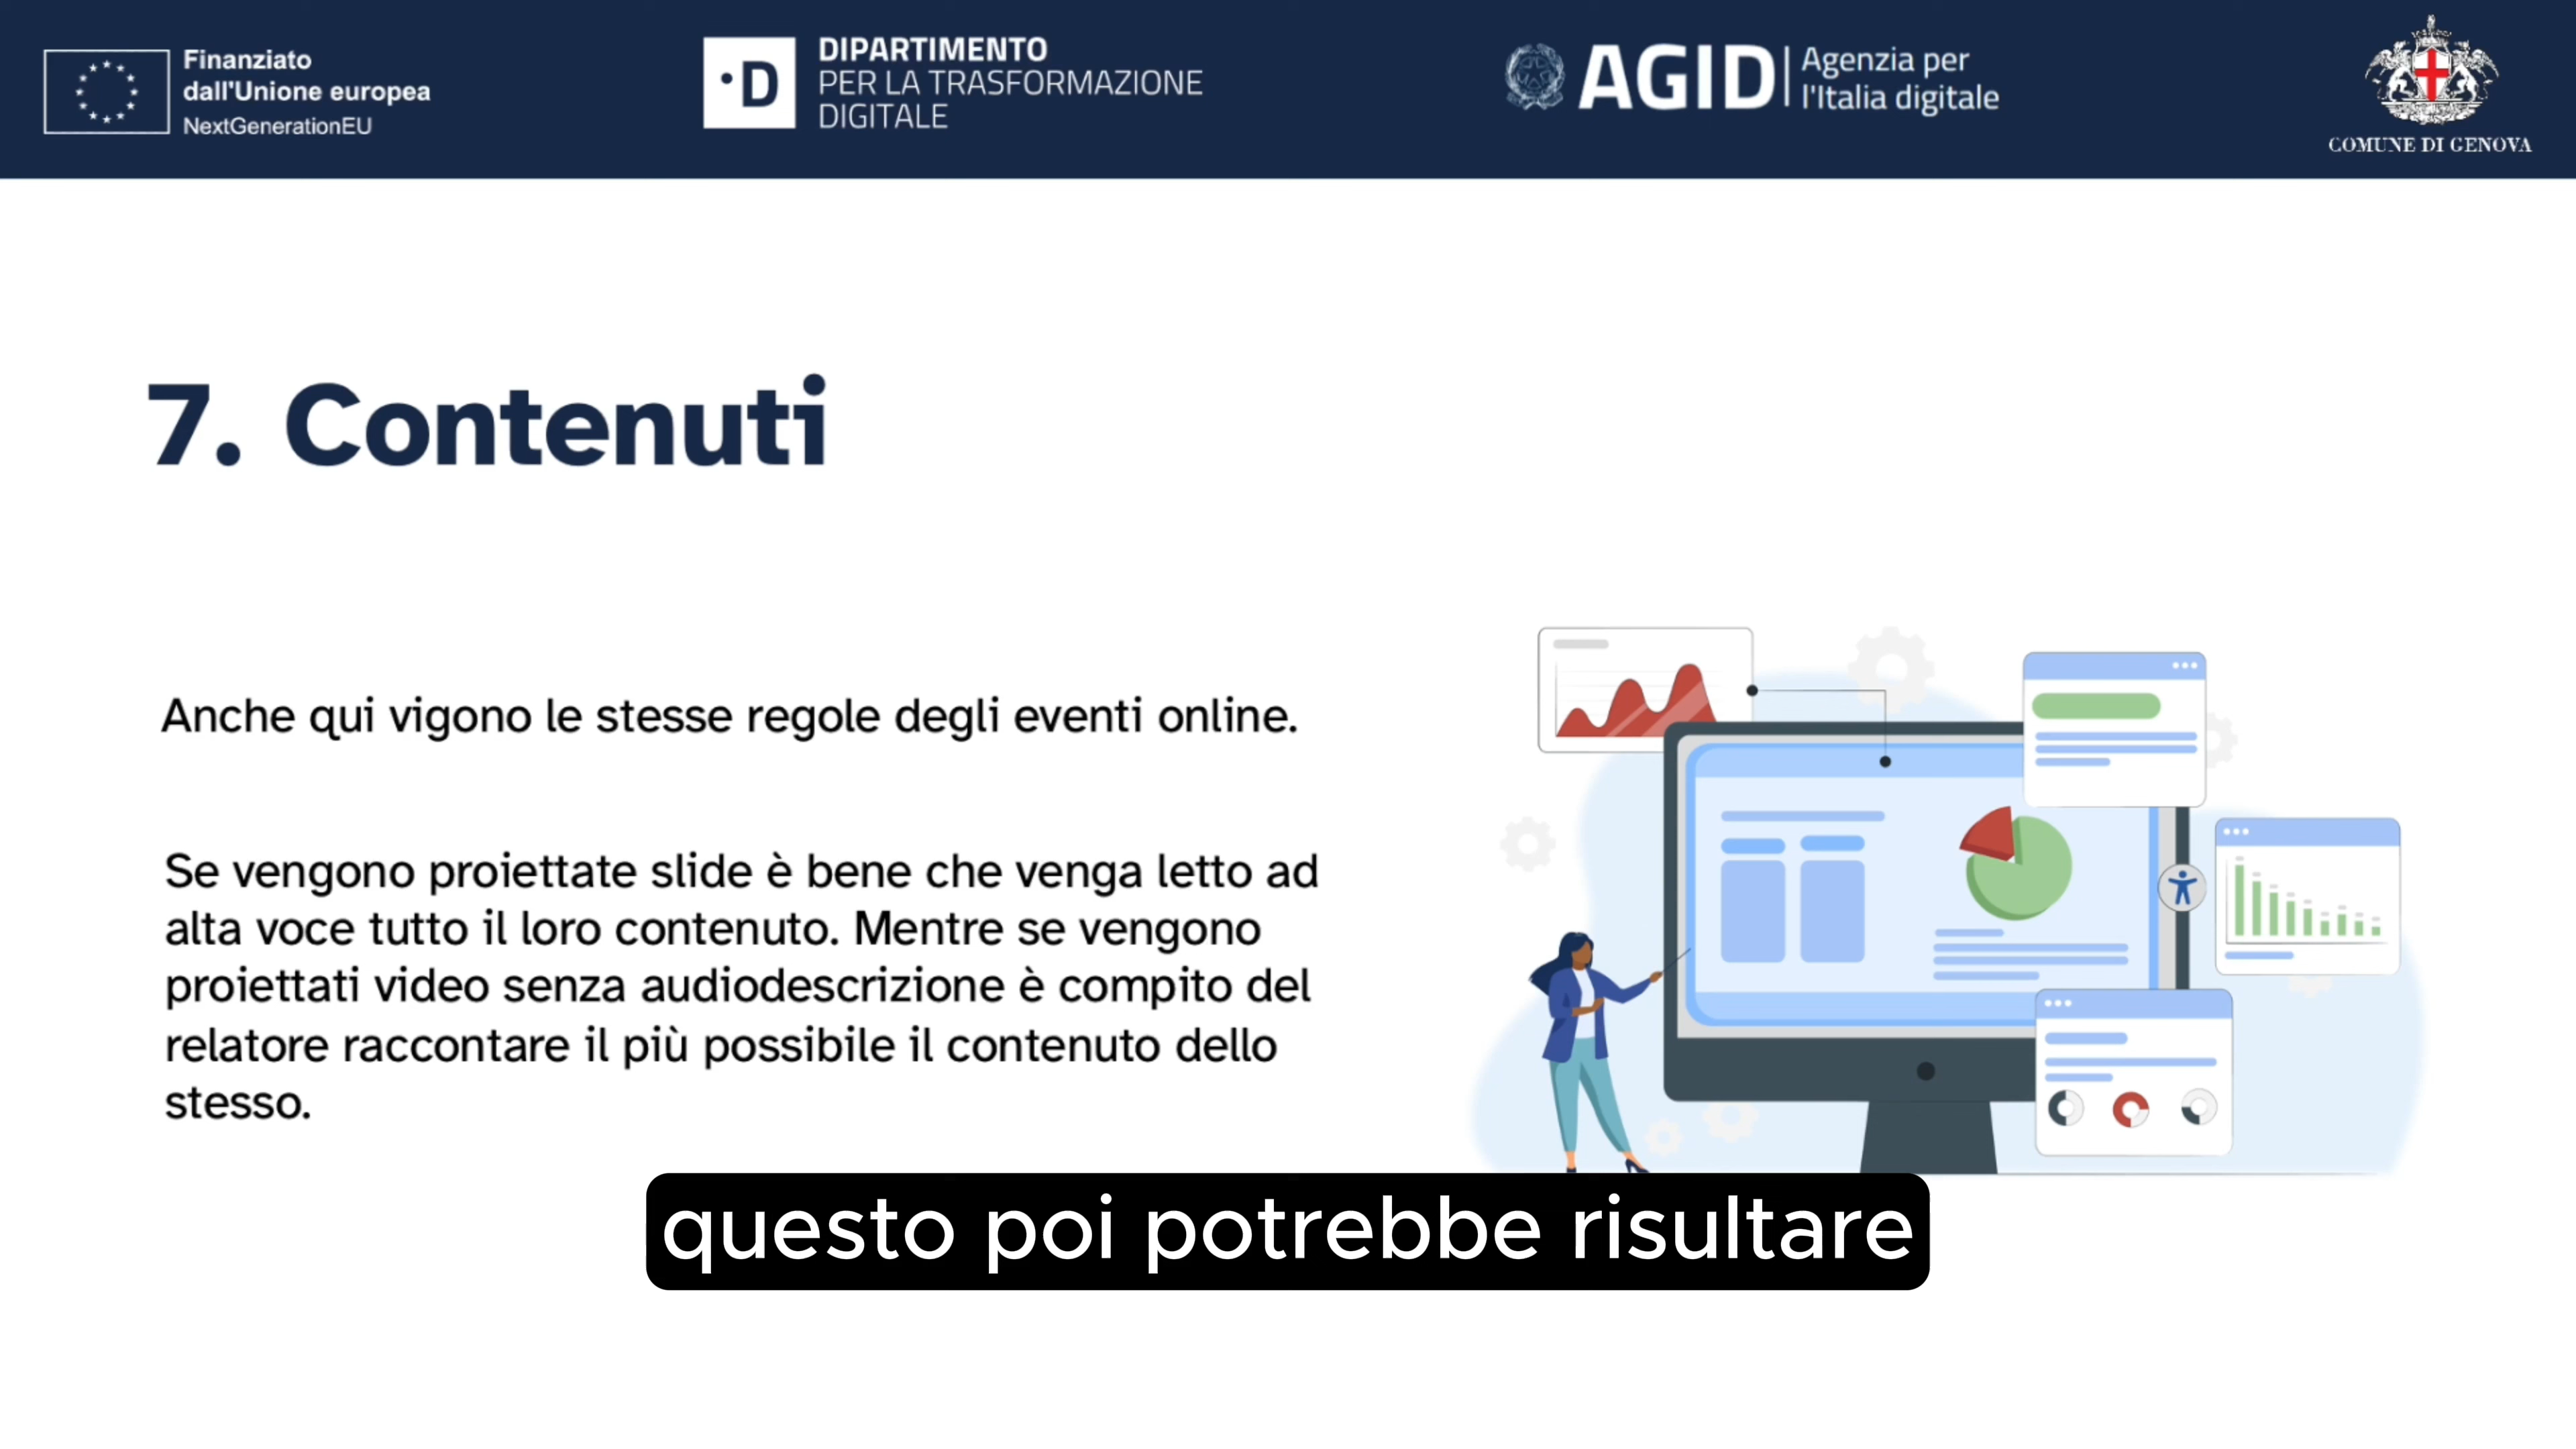 Finanziato
dall'Unione europea
NextGenerationEU
·D
DIPARTIMENTO
PER LA TRASFORMAZIONE
DIGITALE
AGID
Agenzia per
l'Italia digitale
COMUNE DI GENOVA
7. Contenuti
Anche qui vigono le stesse regole degli eventi online.
Se vengono proiettate slide è bene che venga letto ad
alta voce tutto il loro contenuto. Mentre se vengono
proiettati video senza audiodescrizione è compito del
relatore raccontare il più possibile il contenuto dello
stesso.
questo poi potrebbe risultare